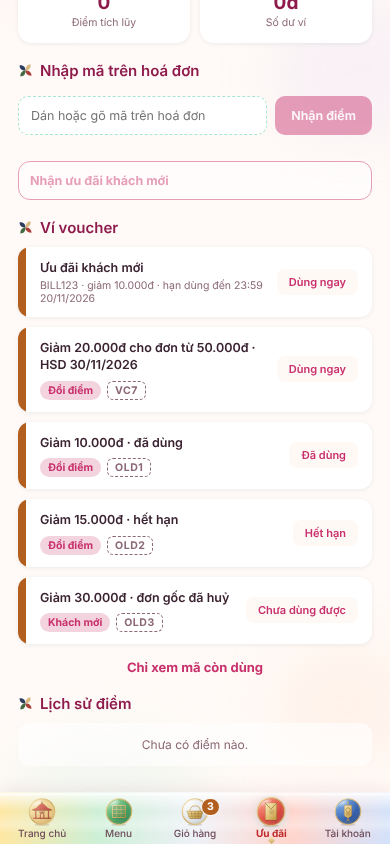 0
0đ
Điểm tích lũy
Số dư ví
Nhập mã trên hoá đơn
Dán hoặc gõ mã trên hoá đơn
Nhận điểm
Nhận ưu đãi khách mới
Ví voucher
Ưu đãi khách mới
BILL123 · giảm 10.000đ · hạn dùng đến 23:59
20/11/2026
Dùng ngay
Giảm 20.000đ cho đơn từ 50.000đ ·
HSD 30/11/2026
Đổi điểm
VC7
Dùng ngay
Giảm 10.000đ · đã dùng
Đổi điểm
OLD1
Đã dùng
Giảm 15.000đ · hết hạn
Đổi điểm
OLD2
Hết hạn
Giảm 30.000đ · đơn gốc đã huỷ
Khách mới
OLD3
Chưa dùng được
Chỉ xem mã còn dùng
Lịch sử điểm
Chưa có điểm nào.
3
Trang chủ
Menu
Giỏ hàng
Ưu đãi
Tài khoản